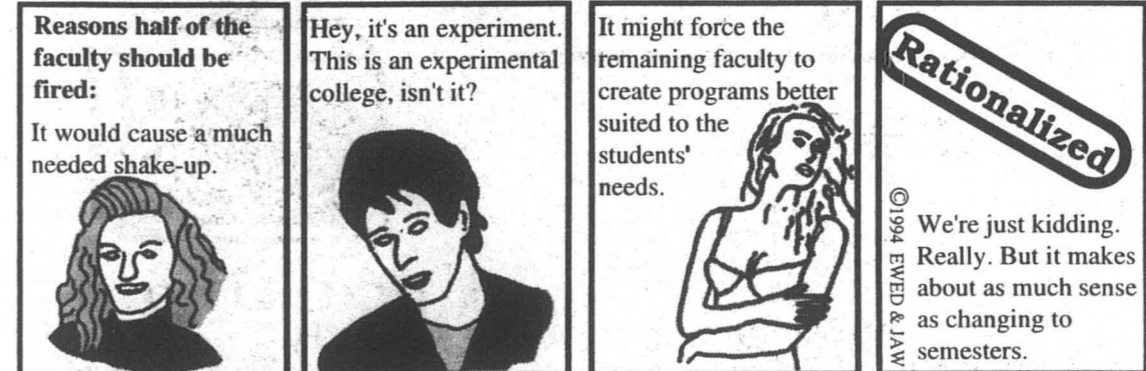 Reasons half of the
faculty should be
fired:
It would cause a much
needed shake-up.
Hey, it's an experiment.
This is an experimental
college, isn't it?
It might force the
remaining faculty to
create programs better
suited to the
students'
needs.
Rationalized
©1994 EWED & JAW
We're just kidding.
Really. But it makes
about as much sense
as changing to
semesters.